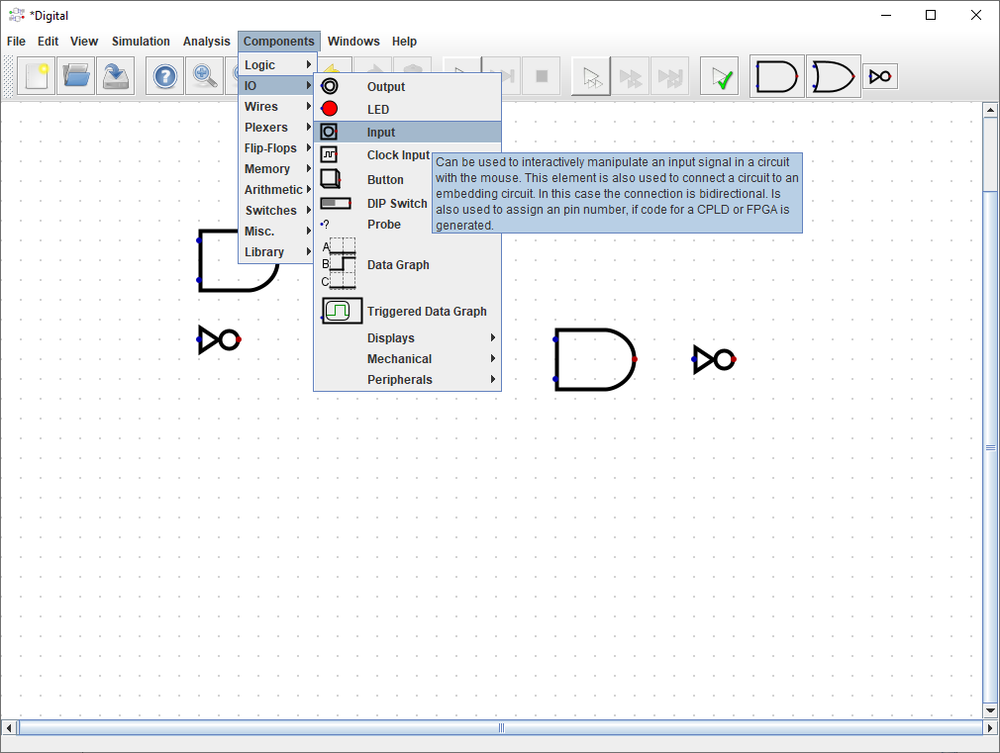 *Digital
File Edit View Simulation Analysis Components Windows Help
Logic
IO
Wires
Plexers
Flip-Flops
Memory
Arithmetic
Switches
Misc.
Library
Output
LED
Input
Clock Input
Button
DIP Switch
?
Probe
A
B
C
Data Graph
Triggered Data Graph
Displays
Mechanical
Peripherals
Can be used to interactively manipulate an input signal in a circuit
with the mouse. This element is also used to connect a circuit to an
embedding circuit. In this case the connection is bidirectional. Is
also used to assign an pin number, if code for a CPLD or FPGA is
generated.